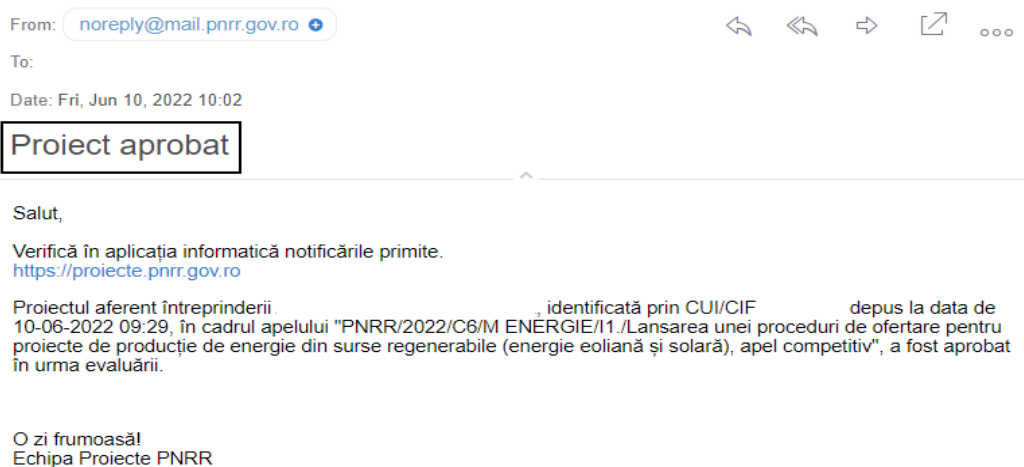 From: noreply@mail.pnrr.gov.ro
To:
Date: Fri, Jun 10, 2022 10:02
Proiect aprobat
Salut,
Verifică în aplicația informatică notificările primite.
https://proiecte.pnrr.gov.ro
Proiectul aferent întreprinderii , identificată prin CUI/CIF depus la data de
10-06-2022 09:29, în cadrul apelului "PNRR/2022/C6/M ENERGIE/I1./Lansarea unei proceduri de ofertare pentru
proiecte de producție de energie din surse regenerabile (energie eoliană și solară), apel competitiv", a fost aprobat
în urma evaluării.
O zi frumoasă!
Echipa Proiecte PNRR